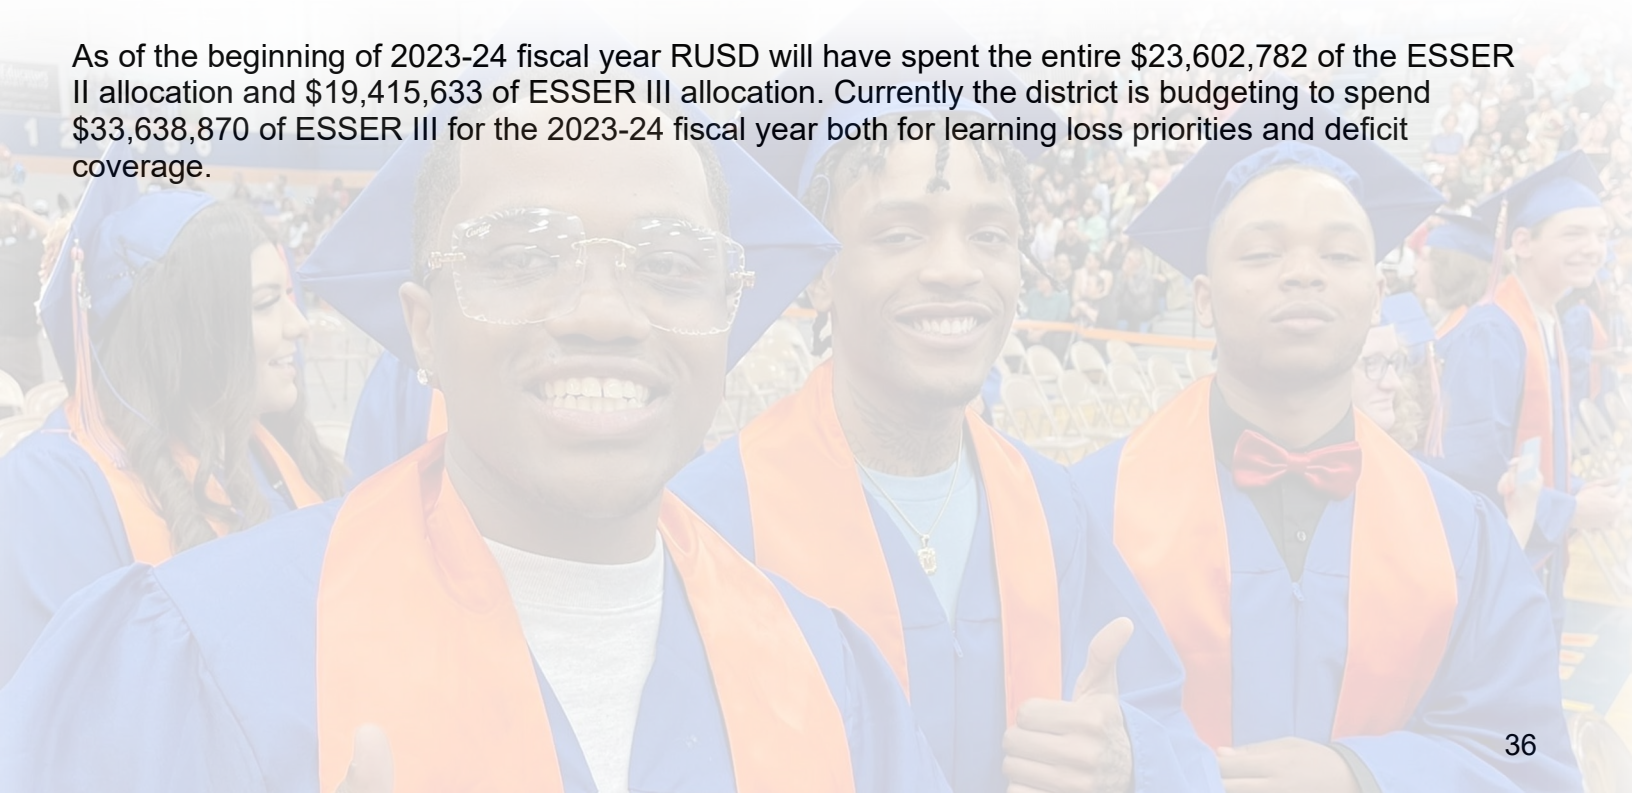 As of the beginning of 2023-24 fiscal year RUSD will have spent the entire $23,602,782 of the ESSER
II allocation and $19,415,633 of ESSER III allocation. Currently the district is budgeting to spend
$33,638,870 of ESSER III for the 2023-24 fiscal year both for learning loss priorities and deficit
coverage.
36